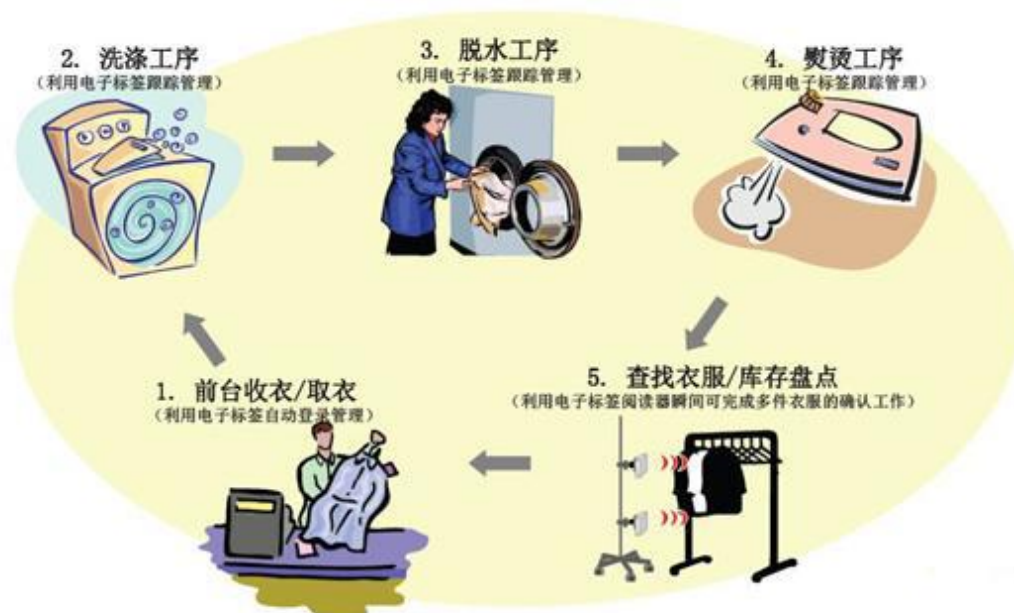 1. 前台收衣/取衣
（利用电子标签自动登录管理）
2. 洗涤工序
（利用电子标签跟踪管理）
3. 脱水工序
（利用电子标签跟踪管理）
4. 熨烫工序
（利用电子标签跟踪管理）
5. 查找衣服/库存盘点
（利用电子标签阅读器瞬间可完成多件衣服的确认工作）